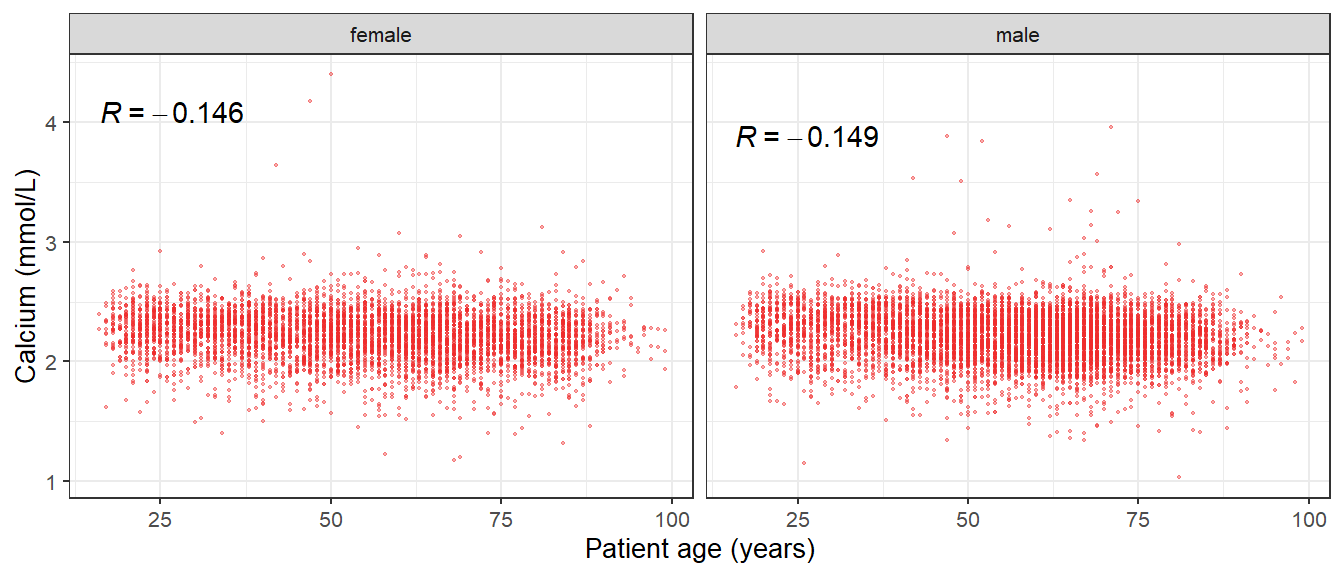 female
male
R = −0.146
R = −0.149
Calcium (mmol/L)
4
3
2
1
25 50 75 100
25 50 75 100
Patient age (years)